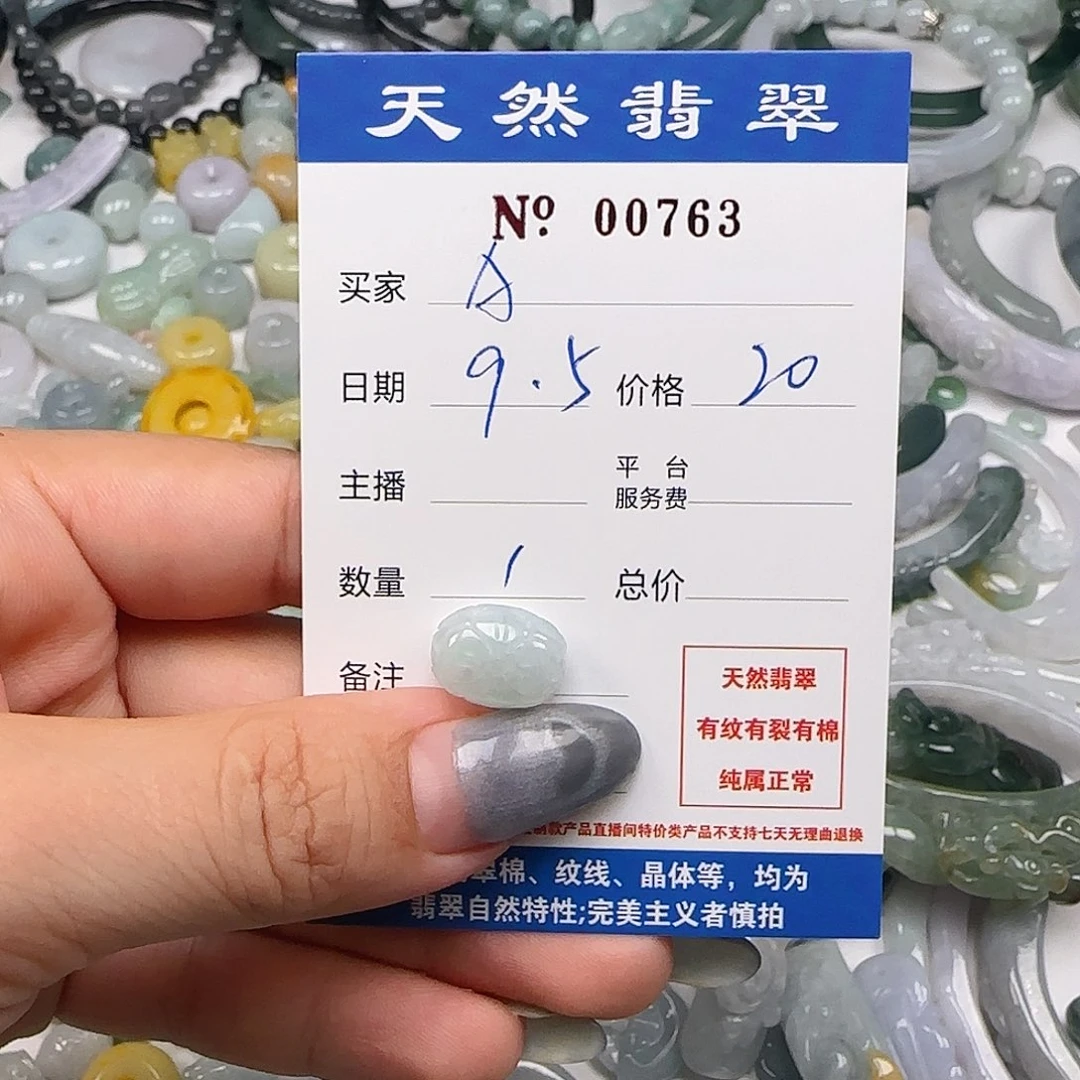 天然翡翠
Nº 00763
买家 A
日期 9.5 价格 20
主播 平台服务费
数量 1 总价
备注
天然翡翠
有纹有裂有棉
纯属正常
款产品直播间特价类产品不支持七天无理由退换
翠棉、纹线、晶体等，均为
翡翠自然特性;完美主义者慎拍